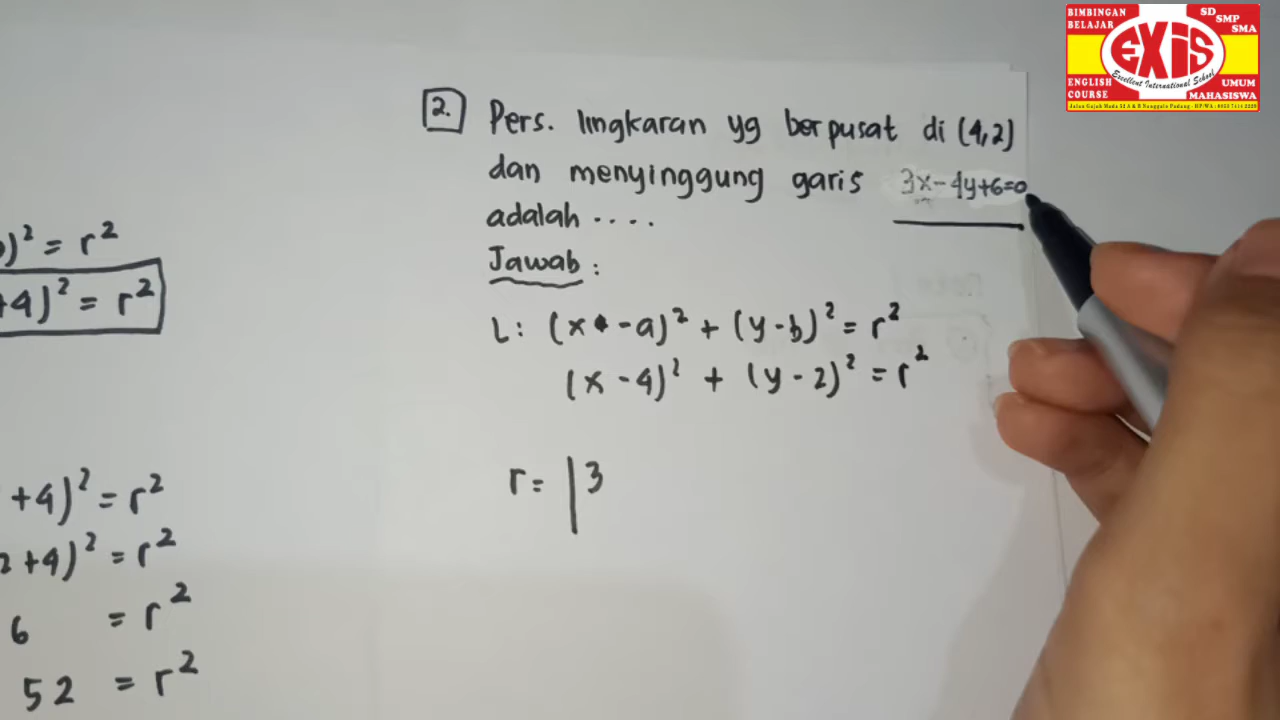 BIMBINGAN BELAJAR
SD SMP SMA
EXIS
Excellent International School
ENGLISH COURSE
UMUM MAHASISWA
2. Pers. lingkaran yg berpusat di (4,2)
dan menyinggung garis 3x-4y+6=0
adalah ....
Jawab :
L: (x-a)² + (y-b)² = r²
(x-4)² + (y-2)² = r²
r= |3
)² = r²
+4)² = r²
+4)² = r²
2+4)² = r²
6 = r²
52 = r²